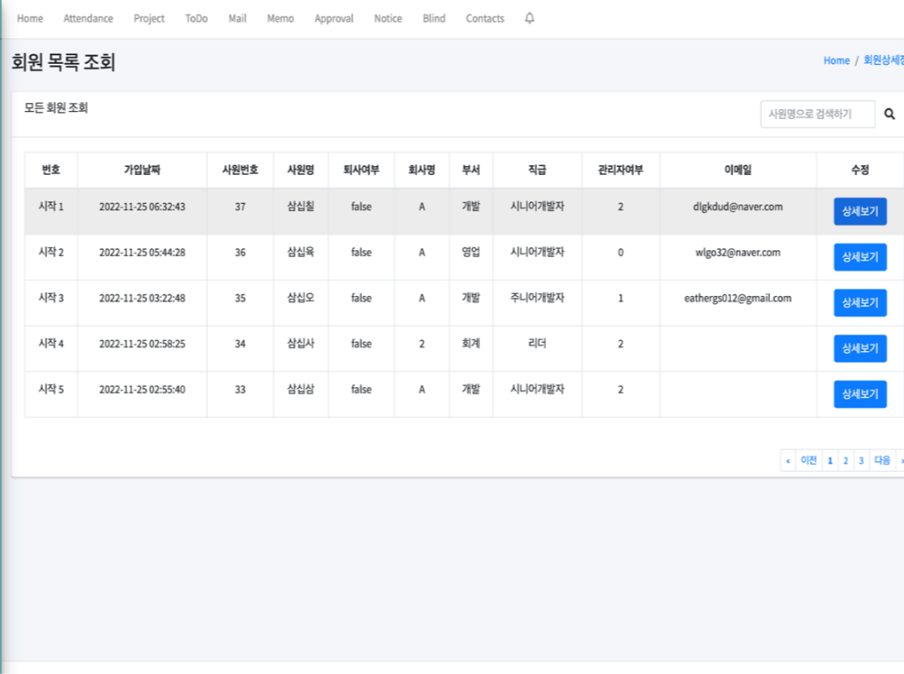 Home Attendance Project ToDo Mail Memo Approval Notice Blind Contacts
회원 목록 조회
Home / 회원상세
모든 회원 조회
사원명으로 검색하기
번호 가입날짜 사원번호 사원명 퇴사여부 회사명 부서 직급 관리자여부 이메일 수정
시작 1 2022-11-25 06:32:43 37 삼십칠 false A 개발 시니어개발자 2 dlgkdud@naver.com 상세보기
시작 2 2022-11-25 05:44:28 36 삼십육 false A 영업 시니어개발자 0 wlgo32@naver.com 상세보기
시작 3 2022-11-25 03:22:48 35 삼십오 false A 개발 주니어개발자 1 eathergs012@gmail.com 상세보기
시작 4 2022-11-25 02:58:25 34 삼십사 false 2 회계 리더 2 상세보기
시작 5 2022-11-25 02:55:40 33 삼십삼 false A 개발 시니어개발자 2 상세보기
« 이전 1 2 3 다음 »